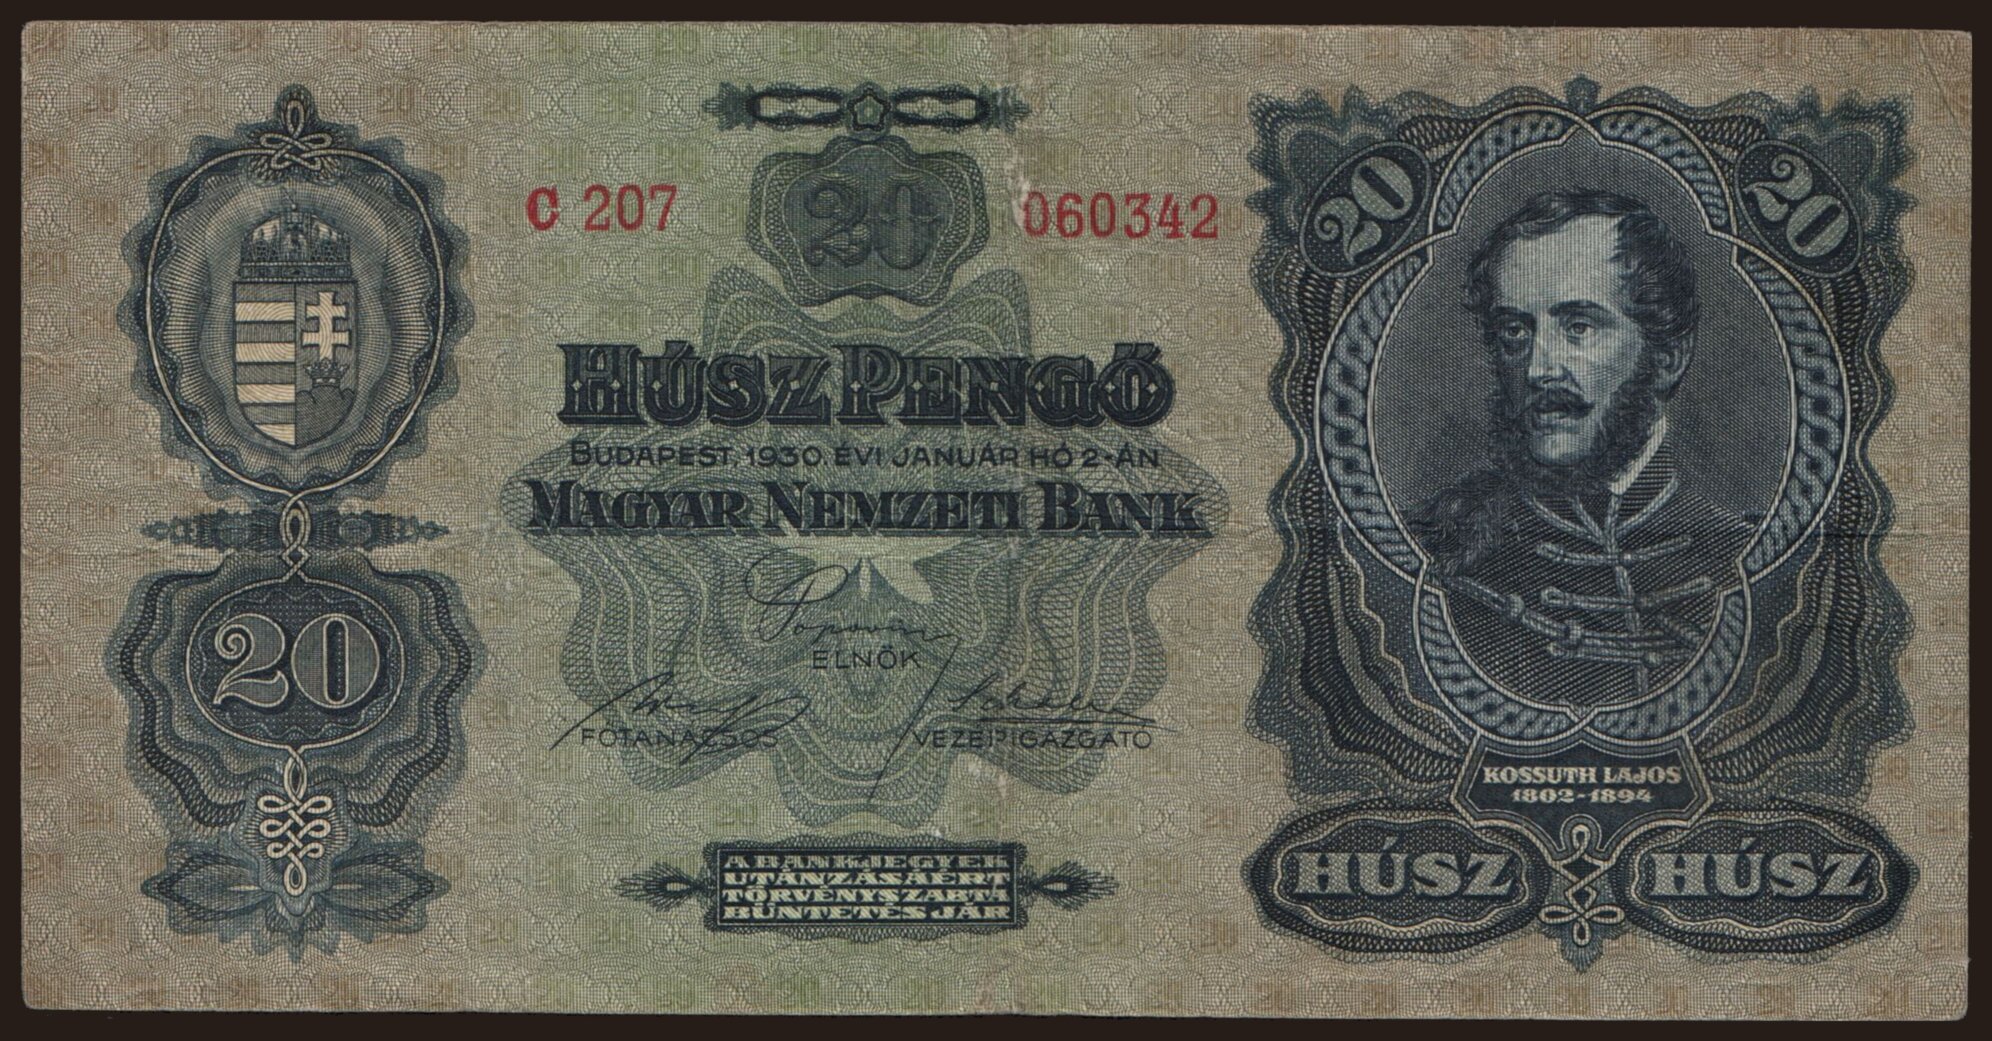 C 207
20
060342
20
20
HÚSZ PENGŐ
BUDAPEST, 1930. ÉVI JANUÁR HÓ 2-ÁN
MAGYAR NEMZETI BANK
ELNÖK
20
FŐTANÁCSOS
VEZÉRIGAZGATÓ
KOSSUTH LAJOS
1802-1894
A BANKJEGYEK
UTÁNZÁSÁÉRT
TÖRVÉNYSZABTA
BÜNTETÉS JÁR
HÚSZ
HÚSZ